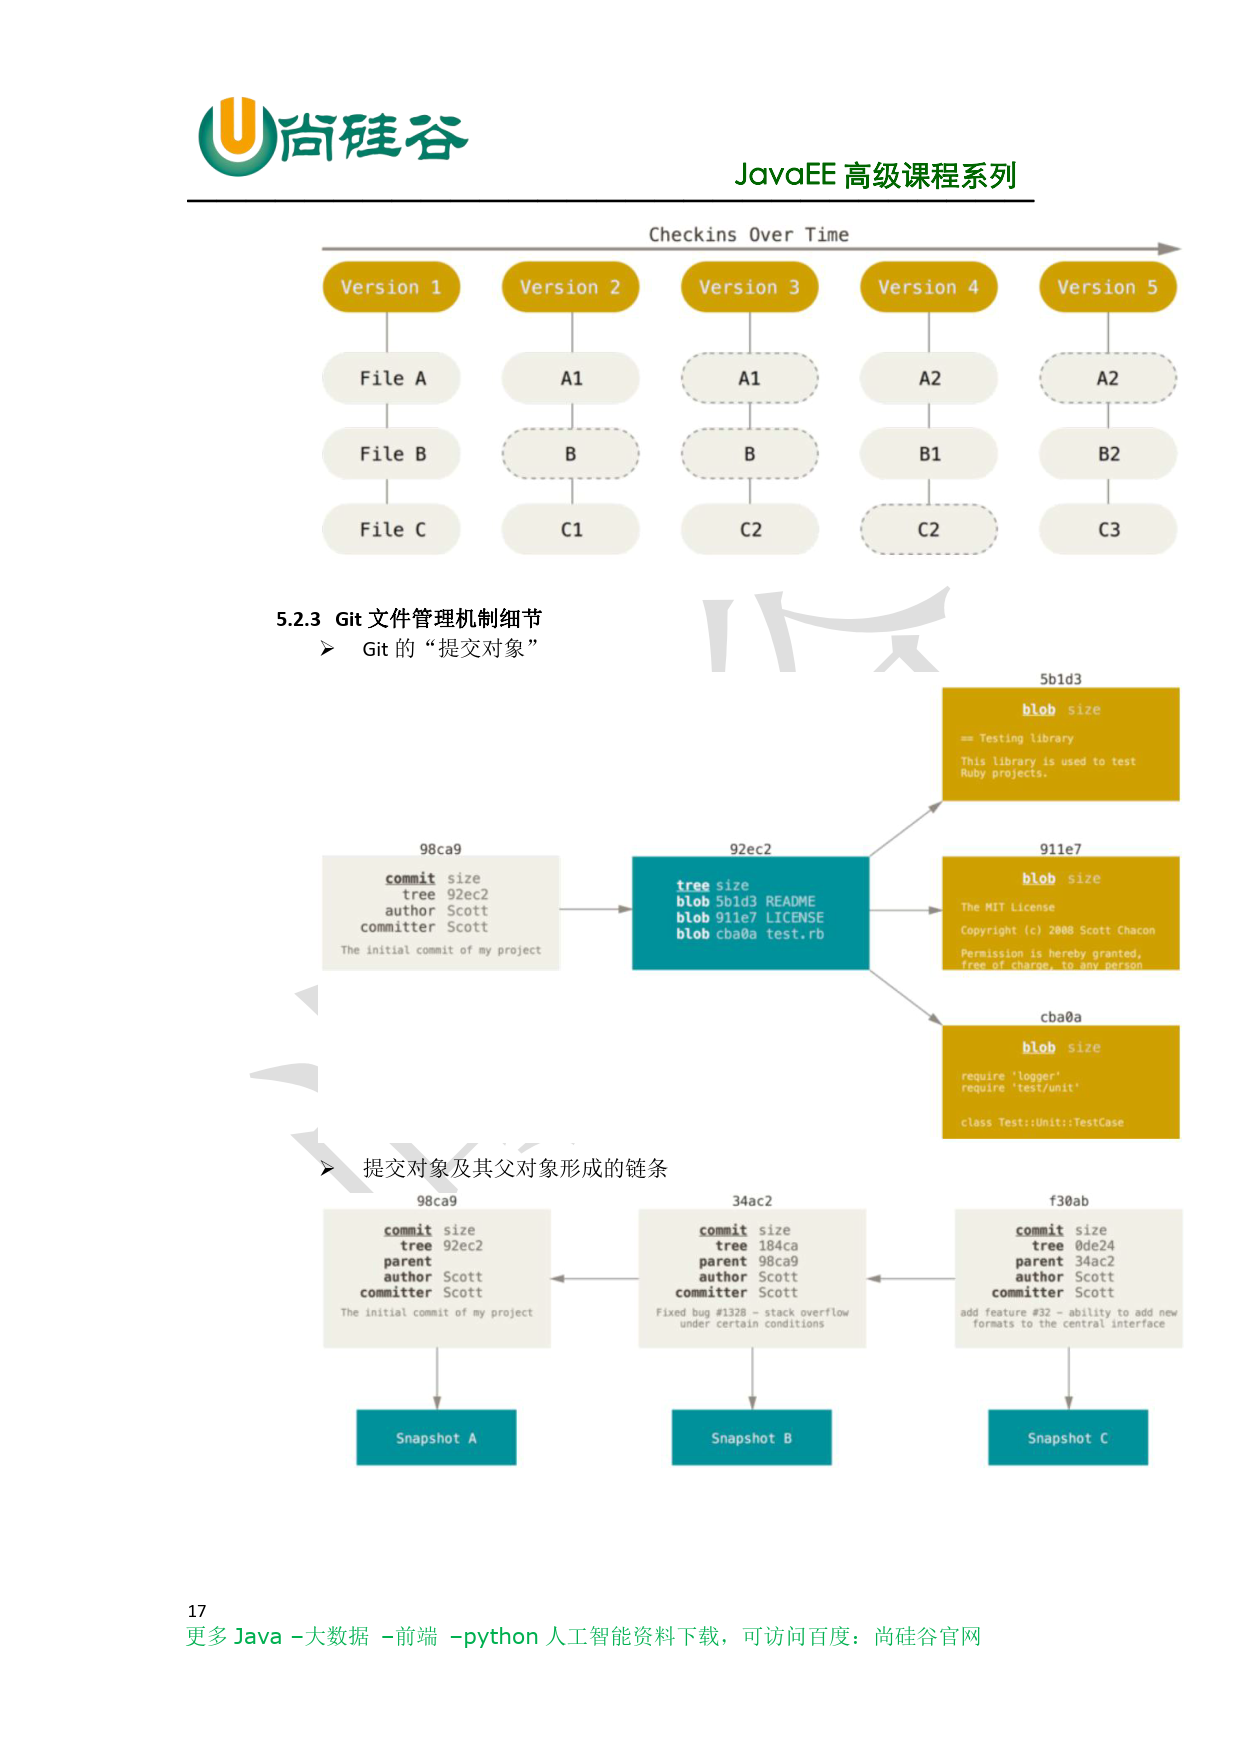 尚硅谷
JavaEE 高级课程系列
Checkins Over Time
Version 1 Version 2 Version 3 Version 4 Version 5
File A A1 A1 A2 A2
File B B B B1 B2
File C C1 C2 C2 C3
5.2.3 Git 文件管理机制细节
➢ Git 的“提交对象”
5b1d3
blob size
== Testing library
This library is used to test
Ruby projects.
98ca9
commit size
tree 92ec2
author Scott
committer Scott
The initial commit of my project
92ec2
tree size
blob 5b1d3 README
blob 911e7 LICENSE
blob cba0a test.rb
911e7
blob size
The MIT License
Copyright (c) 2008 Scott Chacon
Permission is hereby granted,
free of charge, to any person
cba0a
blob size
require 'logger'
require 'test/unit'
class Test::Unit::TestCase
➢ 提交对象及其父对象形成的链条
98ca9
commit size
tree 92ec2
parent
author Scott
committer Scott
The initial commit of my project
Snapshot A
34ac2
commit size
tree 184ca
parent 98ca9
author Scott
committer Scott
Fixed bug #1328 – stack overflow
under certain conditions
Snapshot B
f30ab
commit size
tree 0de24
parent 34ac2
author Scott
committer Scott
add feature #32 – ability to add new
formats to the central interface
Snapshot C
17
更多 Java –大数据 –前端 –python 人工智能资料下载，可访问百度：尚硅谷官网